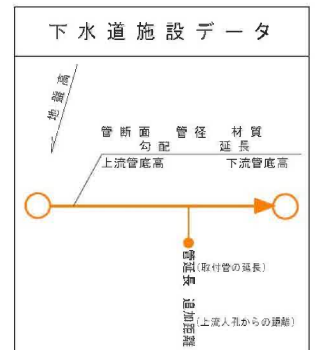 下水道施設データ
地盤高
管断面 管径 材質
勾配 延長
上流管底高 下流管底高
管延長 (取付管の延長)
追加距離 (上流人孔からの距離)